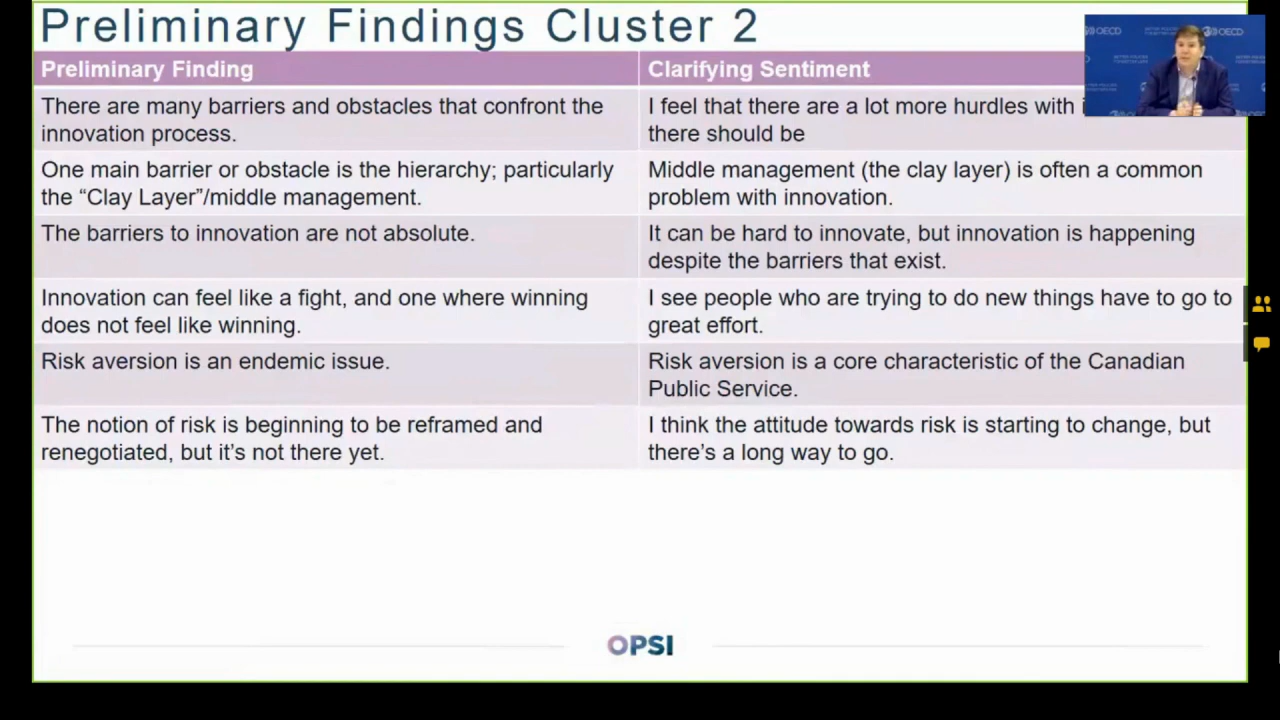 Preliminary Findings Cluster 2
OECD
OECD
Preliminary Finding
Clarifying Sentiment
There are many barriers and obstacles that confront the
innovation process.
I feel that there are a lot more hurdles with
there should be
One main barrier or obstacle is the hierarchy; particularly
the “Clay Layer”/middle management.
Middle management (the clay layer) is often a common
problem with innovation.
The barriers to innovation are not absolute.
It can be hard to innovate, but innovation is happening
despite the barriers that exist.
Innovation can feel like a fight, and one where winning
does not feel like winning.
I see people who are trying to do new things have to go to
great effort.
Risk aversion is an endemic issue.
Risk aversion is a core characteristic of the Canadian
Public Service.
The notion of risk is beginning to be reframed and
renegotiated, but it’s not there yet.
I think the attitude towards risk is starting to change, but
there’s a long way to go.
OPSI